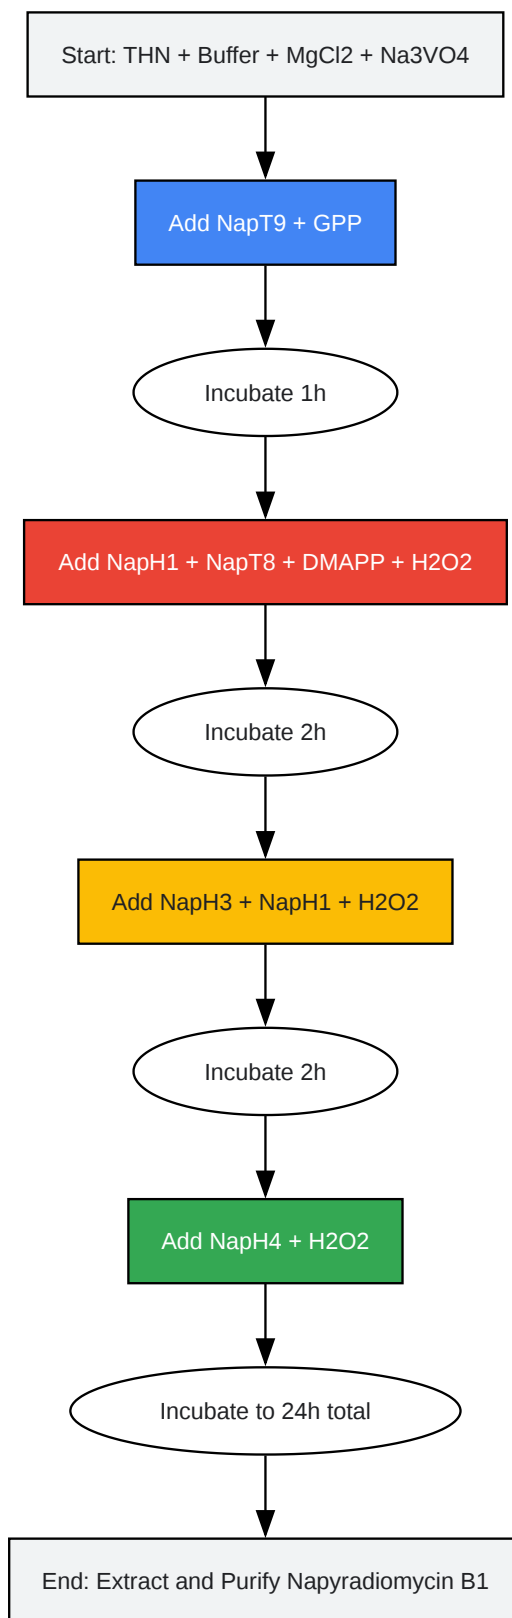 Start: THN + Buffer + MgCl2 + Na3VO4
Add NapT9 + GPP
Incubate 1h
Add NapH1 + NapT8 + DMAPP + H2O2
Incubate 2h
Add NapH3 + NapH1 + H2O2
Incubate 2h
Add NapH4 + H2O2
Incubate to 24h total
End: Extract and Purify Napyradiomycin B1